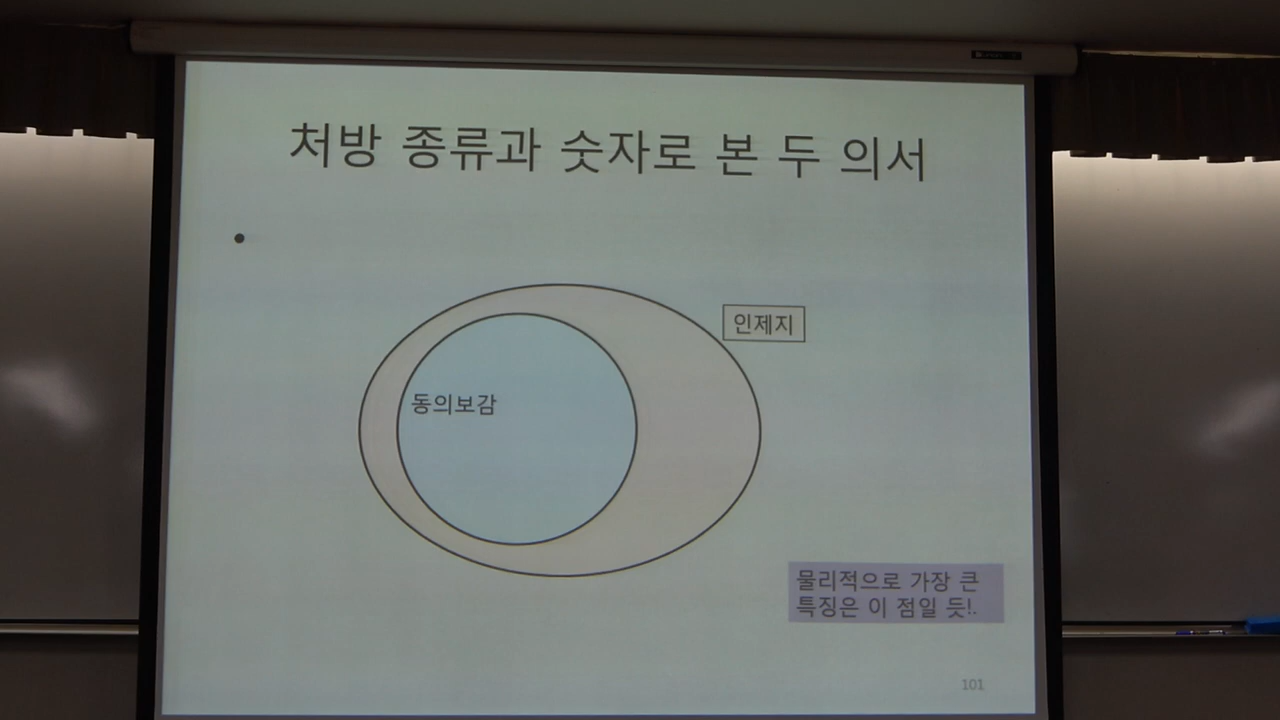 처방 종류과 숫자로 본 두 의서
•
인제지
동의보감
물리적으로 가장 큰
특징은 이 점일 듯!.
101